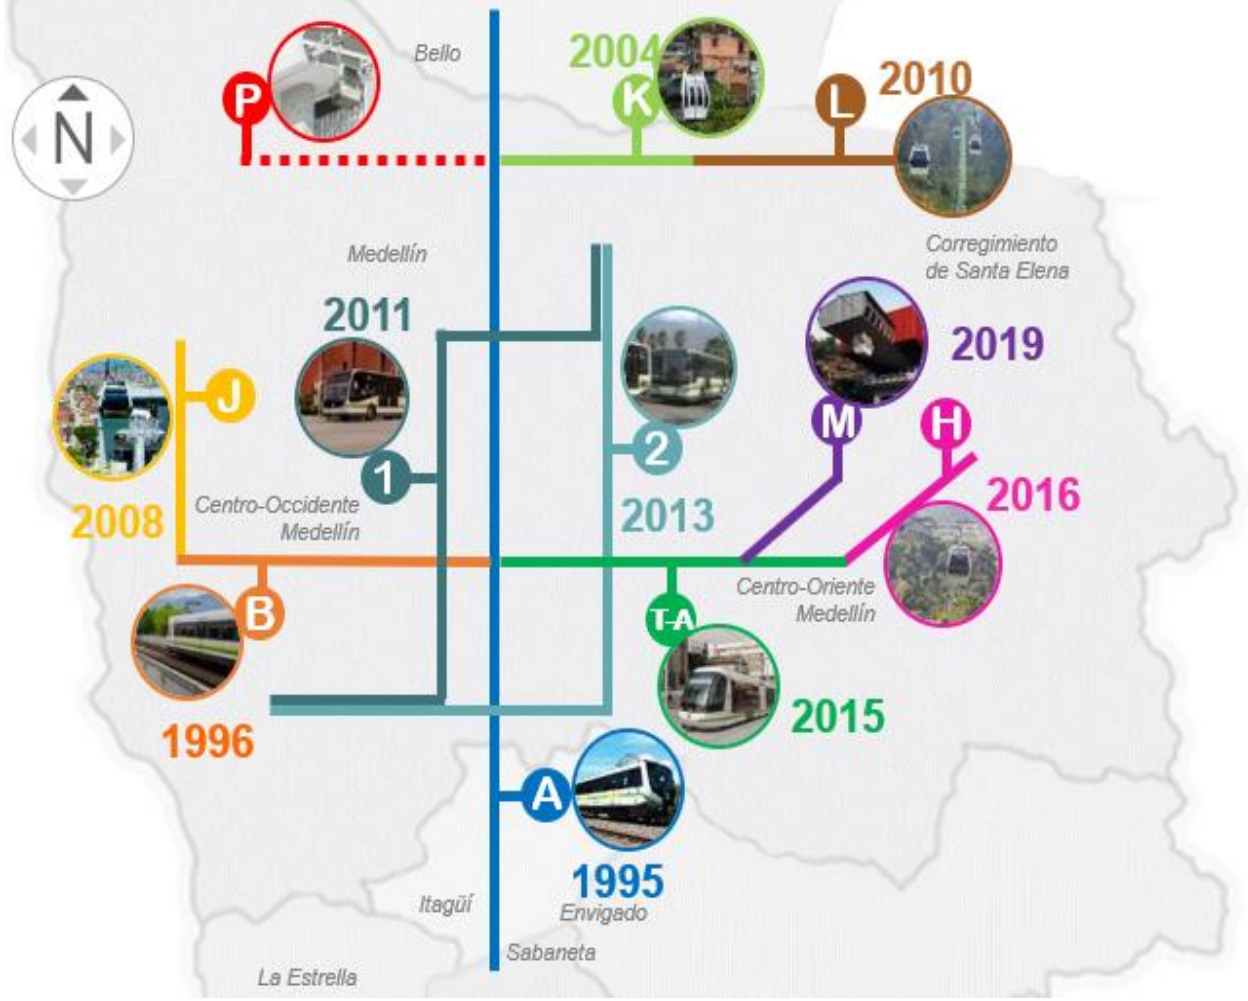 Bello
2004
2010
P
K
L
N
Medellín
Corregimiento
de Santa Elena
2011
2019
J
M
H
1
2
2008
Centro-Occidente
Medellín
2013
2016
B
T-A
Centro-Oriente
Medellín
1996
2015
A
1995
Itagüí
Envigado
Sabaneta
La Estrella